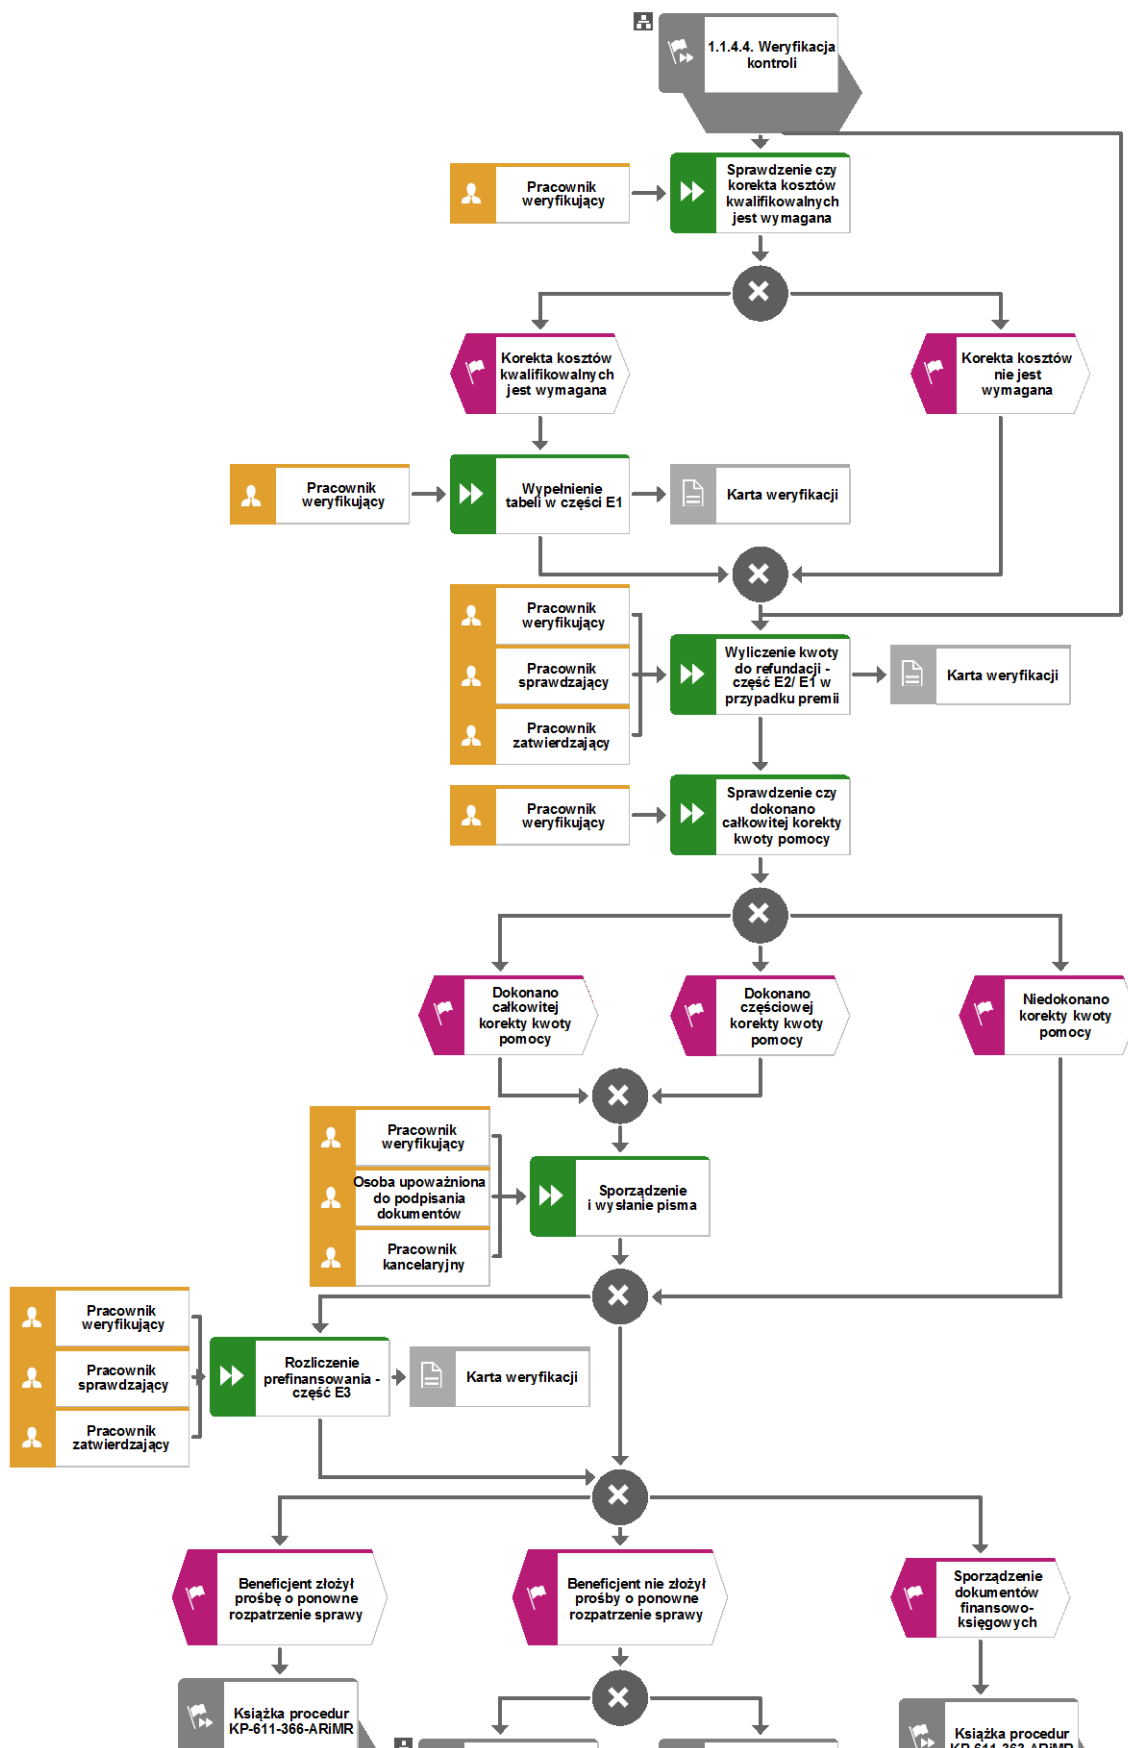 1.1.4.4. Weryfikacja
kontroli
Pracownik
weryfikujący
Sprawdzenie czy
korekta kosztów
kwalifikowalnych
jest wymagana
Korekta kosztów
kwalifikowalnych
jest wymagana
Korekta kosztów
nie jest
wymagana
Pracownik
weryfikujący
Wypełnienie
tabeli w części E1
Karta weryfikacji
Pracownik
weryfikujący
Pracownik
sprawdzający
Pracownik
zatwierdzający
Wyliczenie kwoty
do refundacji -
część E2/ E1 w
przypadku premii
Karta weryfikacji
Pracownik
weryfikujący
Sprawdzenie czy
dokonano
całkowitej korekty
kwoty pomocy
Dokonano
całkowitej
korekty kwoty
pomocy
Dokonano
częściowej
korekty kwoty
pomocy
Niedokonano
korekty kwoty
pomocy
Pracownik
weryfikujący
Osoba upoważniona
do podpisania
dokumentów
Pracownik
kancelaryjny
Sporządzenie
i wysłanie pisma
Pracownik
weryfikujący
Pracownik
sprawdzający
Pracownik
zatwierdzający
Rozliczenie
prefinansowania -
część E3
Karta weryfikacji
Beneficjent złożył
prośbę o ponowne
rozpatrzenie sprawy
Beneficjent nie złożył
prośby o ponowne
rozpatrzenie sprawy
Sporządzenie
dokumentów
finansowo-
księgowych
Książka procedur
KP-611-366-ARiMR
Książka procedur
KP-611-363-ARiMR